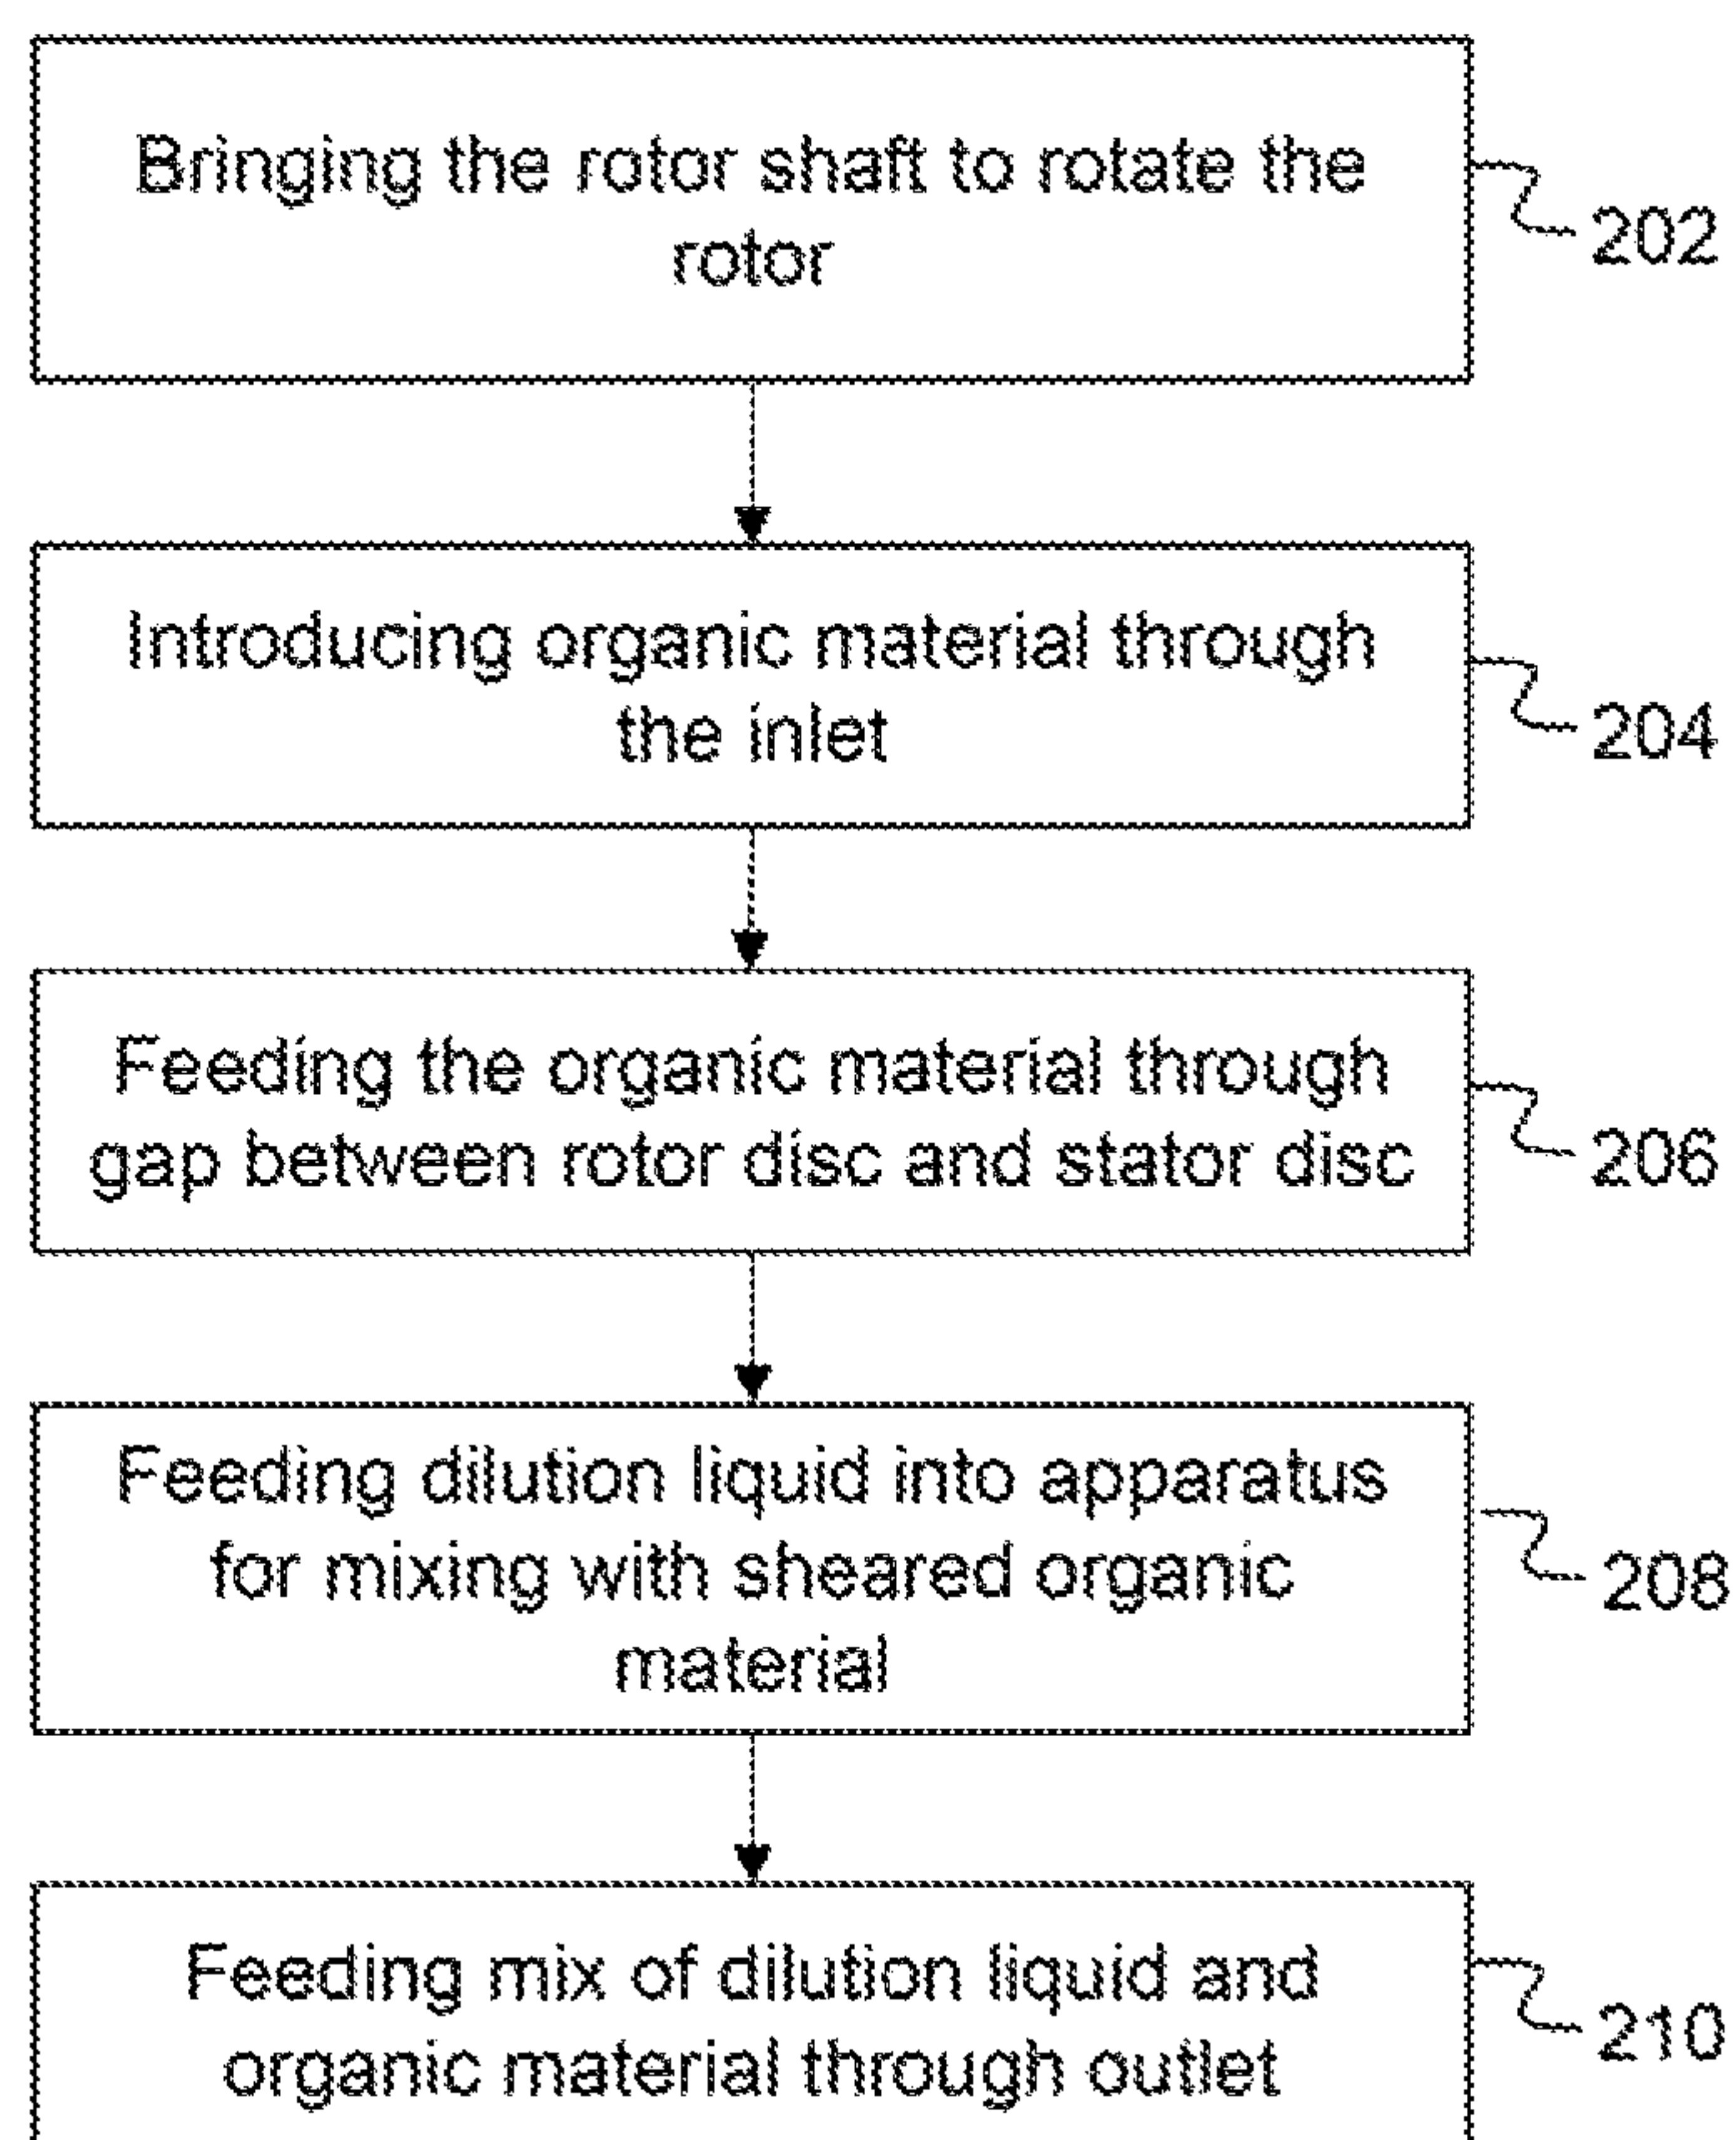 Bringing the rotor shaft to rotate the
rotor
202
Introducing organic material through
the inlet
204
Feeding the organic material through
gap between rotor disc and stator disc
206
Feeding dilution liquid into apparatus
for mixing with sheared organic
material
208
Feeding mix of dilution liquid and
organic material through outlet
210